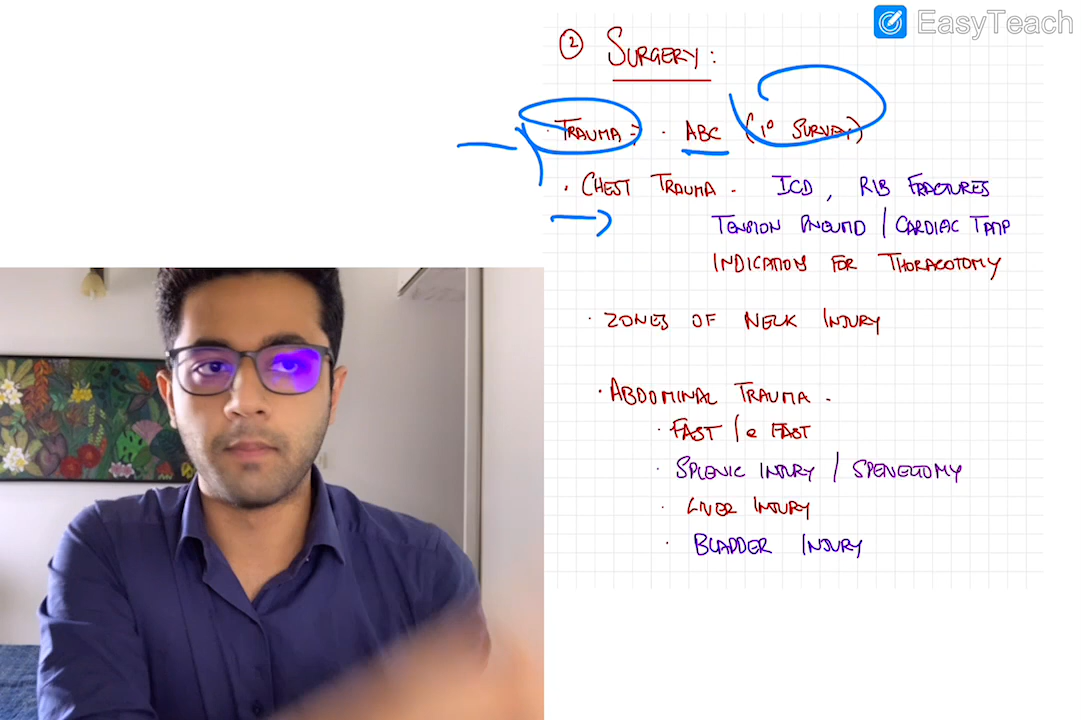 EasyTeach
② SURGERY:
· TRAUMA: · ABC (1° SURVEY)
· CHEST TRAUMA - ICD, RIB FRACTURES
TENSION PNEUMO / CARDIAC TAMP
INDICATIONS FOR THORACOTOMY
· ZONES OF NECK INJURY
· ABDOMINAL TRAUMA -
· FAST / e FAST
· SPLENIC INJURY / SPENECTOMY
· LIVER INJURY
· BLADDER INJURY